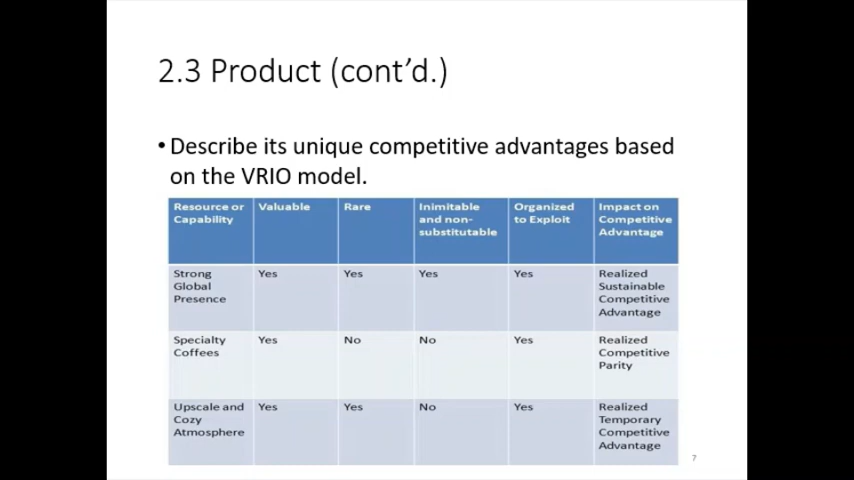 2.3 Product (cont’d.)
• Describe its unique competitive advantages based
on the VRIO model.
Resource or Capability Valuable Rare Inimitable and non-substitutable Organized to Exploit Impact on Competitive Advantage
Strong Global Presence Yes Yes Yes Yes Realized Sustainable Competitive Advantage
Specialty Coffees Yes No No Yes Realized Competitive Parity
Upscale and Cozy Atmosphere Yes Yes No Yes Realized Temporary Competitive Advantage
7